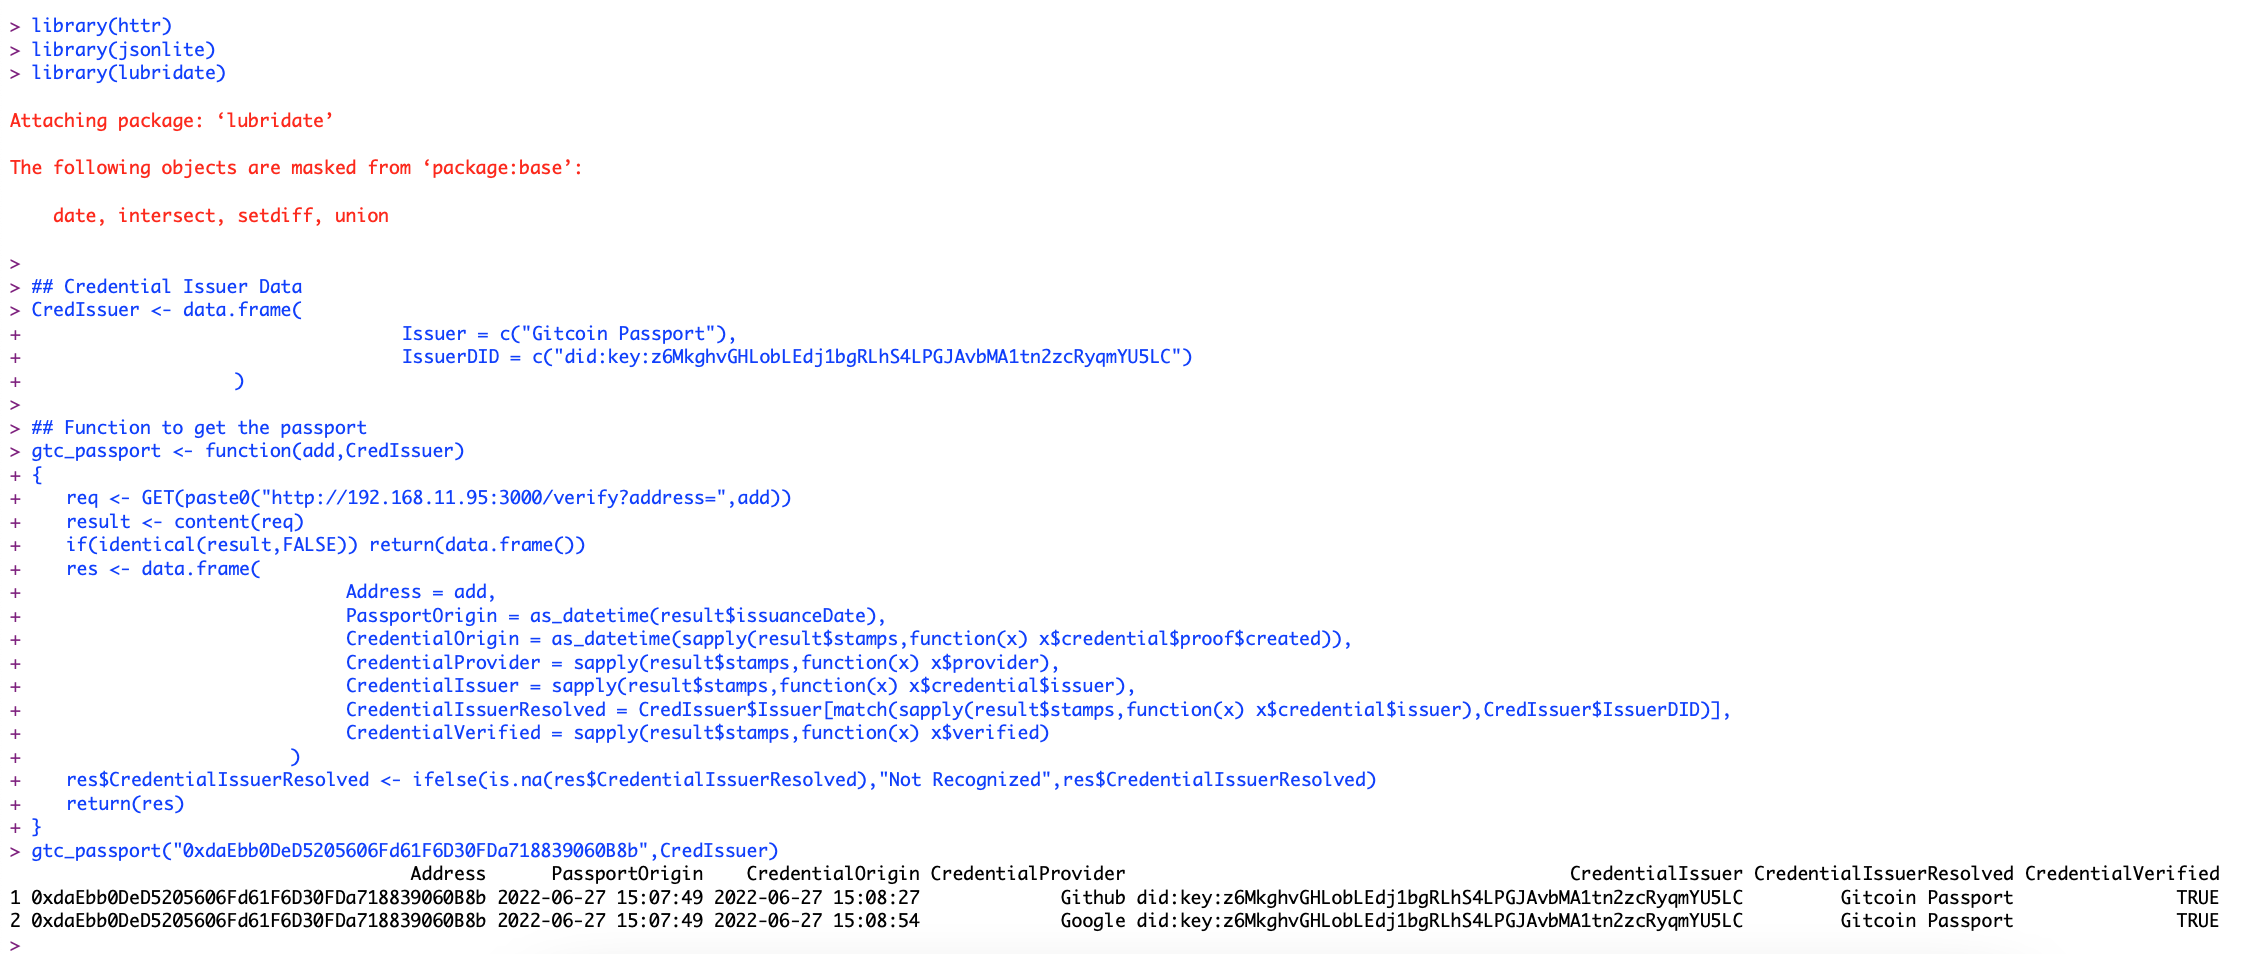 > library(httr)
> library(jsonlite)
> library(lubridate)
Attaching package: ‘lubridate’
The following objects are masked from ‘package:base’:
date, intersect, setdiff, union
>
> ## Credential Issuer Data
> CredIssuer <- data.frame(
+ Issuer = c("Gitcoin Passport"),
+ IssuerDID = c("did:key:z6MkghvGHLobLEdj1bgRLhS4LPGJAvbMA1tn2zcRyqmYU5LC")
+ )
>
> ## Function to get the passport
> gtc_passport <- function(add,CredIssuer)
+ {
+ req <- GET(paste0("http://192.168.11.95:3000/verify?address=",add))
+ result <- content(req)
+ if(identical(result,FALSE)) return(data.frame())
+ res <- data.frame(
+ Address = add,
+ PassportOrigin = as_datetime(result$issuanceDate),
+ CredentialOrigin = as_datetime(sapply(result$stamps,function(x) x$credential$proof$created)),
+ CredentialProvider = sapply(result$stamps,function(x) x$provider),
+ CredentialIssuer = sapply(result$stamps,function(x) x$credential$issuer),
+ CredentialIssuerResolved = CredIssuer$Issuer[match(sapply(result$stamps,function(x) x$credential$issuer),CredIssuer$IssuerDID)],
+ CredentialVerified = sapply(result$stamps,function(x) x$verified)
+ )
+ res$CredentialIssuerResolved <- ifelse(is.na(res$CredentialIssuerResolved),"Not Recognized",res$CredentialIssuerResolved)
+ return(res)
+ }
> gtc_passport("0xdaEbb0DeD5205606Fd61F6D30FDa718839060B8b",CredIssuer)
Address PassportOrigin CredentialOrigin CredentialProvider CredentialIssuer CredentialIssuerResolved CredentialVerified
1 0xdaEbb0DeD5205606Fd61F6D30FDa718839060B8b 2022-06-27 15:07:49 2022-06-27 15:08:27 Github did:key:z6MkghvGHLobLEdj1bgRLhS4LPGJAvbMA1tn2zcRyqmYU5LC Gitcoin Passport TRUE
2 0xdaEbb0DeD5205606Fd61F6D30FDa718839060B8b 2022-06-27 15:07:49 2022-06-27 15:08:54 Google did:key:z6MkghvGHLobLEdj1bgRLhS4LPGJAvbMA1tn2zcRyqmYU5LC Gitcoin Passport TRUE
>